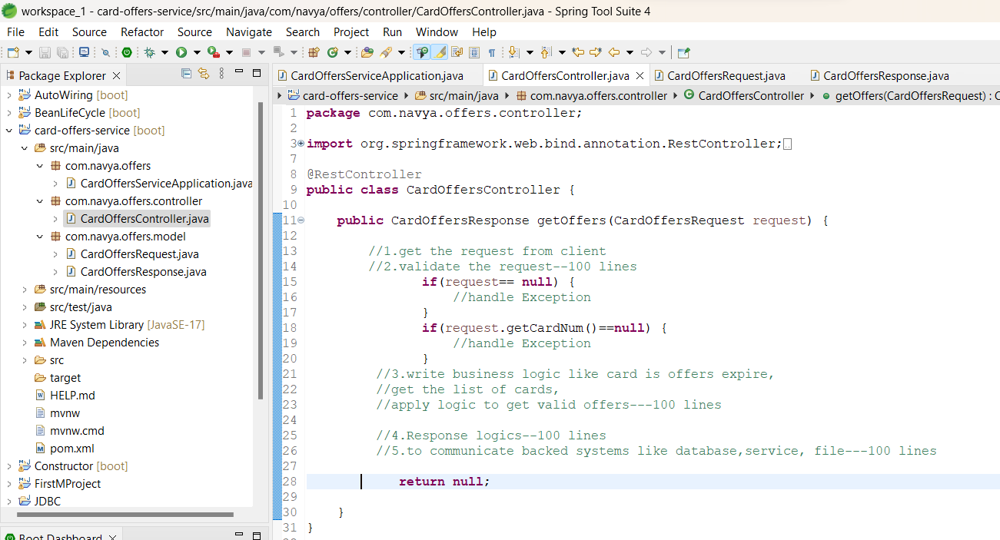 workspace_1 - card-offers-service/src/main/java/com/navya/offers/controller/CardOffersController.java - Spring Tool Suite 4
File Edit Source Refactor Source Navigate Search Project Run Window Help
Package Explorer
AutoWiring [boot]
BeanLifeCycle [boot]
card-offers-service [boot]
src/main/java
com.navya.offers
CardOffersServiceApplication.java
com.navya.offers.controller
CardOffersController.java
com.navya.offers.model
CardOffersRequest.java
CardOffersResponse.java
src/main/resources
src/test/java
JRE System Library [JavaSE-17]
Maven Dependencies
src
target
HELP.md
mvnw
mvnw.cmd
pom.xml
Constructor [boot]
FirstMProject
JDBC
Boot Dashboard
CardOffersServiceApplication.java CardOffersController.java CardOffersRequest.java CardOffersResponse.java
card-offers-service src/main/java com.navya.offers.controller CardOffersController getOffers(CardOffersRequest) : C
1 package com.navya.offers.controller;
2
3 import org.springframework.web.bind.annotation.RestController;
7
8 @RestController
9 public class CardOffersController {
10
11 public CardOffersResponse getOffers(CardOffersRequest request) {
12
13 //1.get the request from client
14 //2.validate the request--100 lines
15 if(request== null) {
16 //handle Exception
17 }
18 if(request.getCardNum()==null) {
19 //handle Exception
20 }
21 //3.write business logic like card is offers expire,
22 //get the list of cards,
23 //apply logic to get valid offers---100 lines
24
25 //4.Response logics--100 lines
26 //5.to communicate backed systems like database,service, file---100 lines
27
28 return null;
29
30 }
31 }